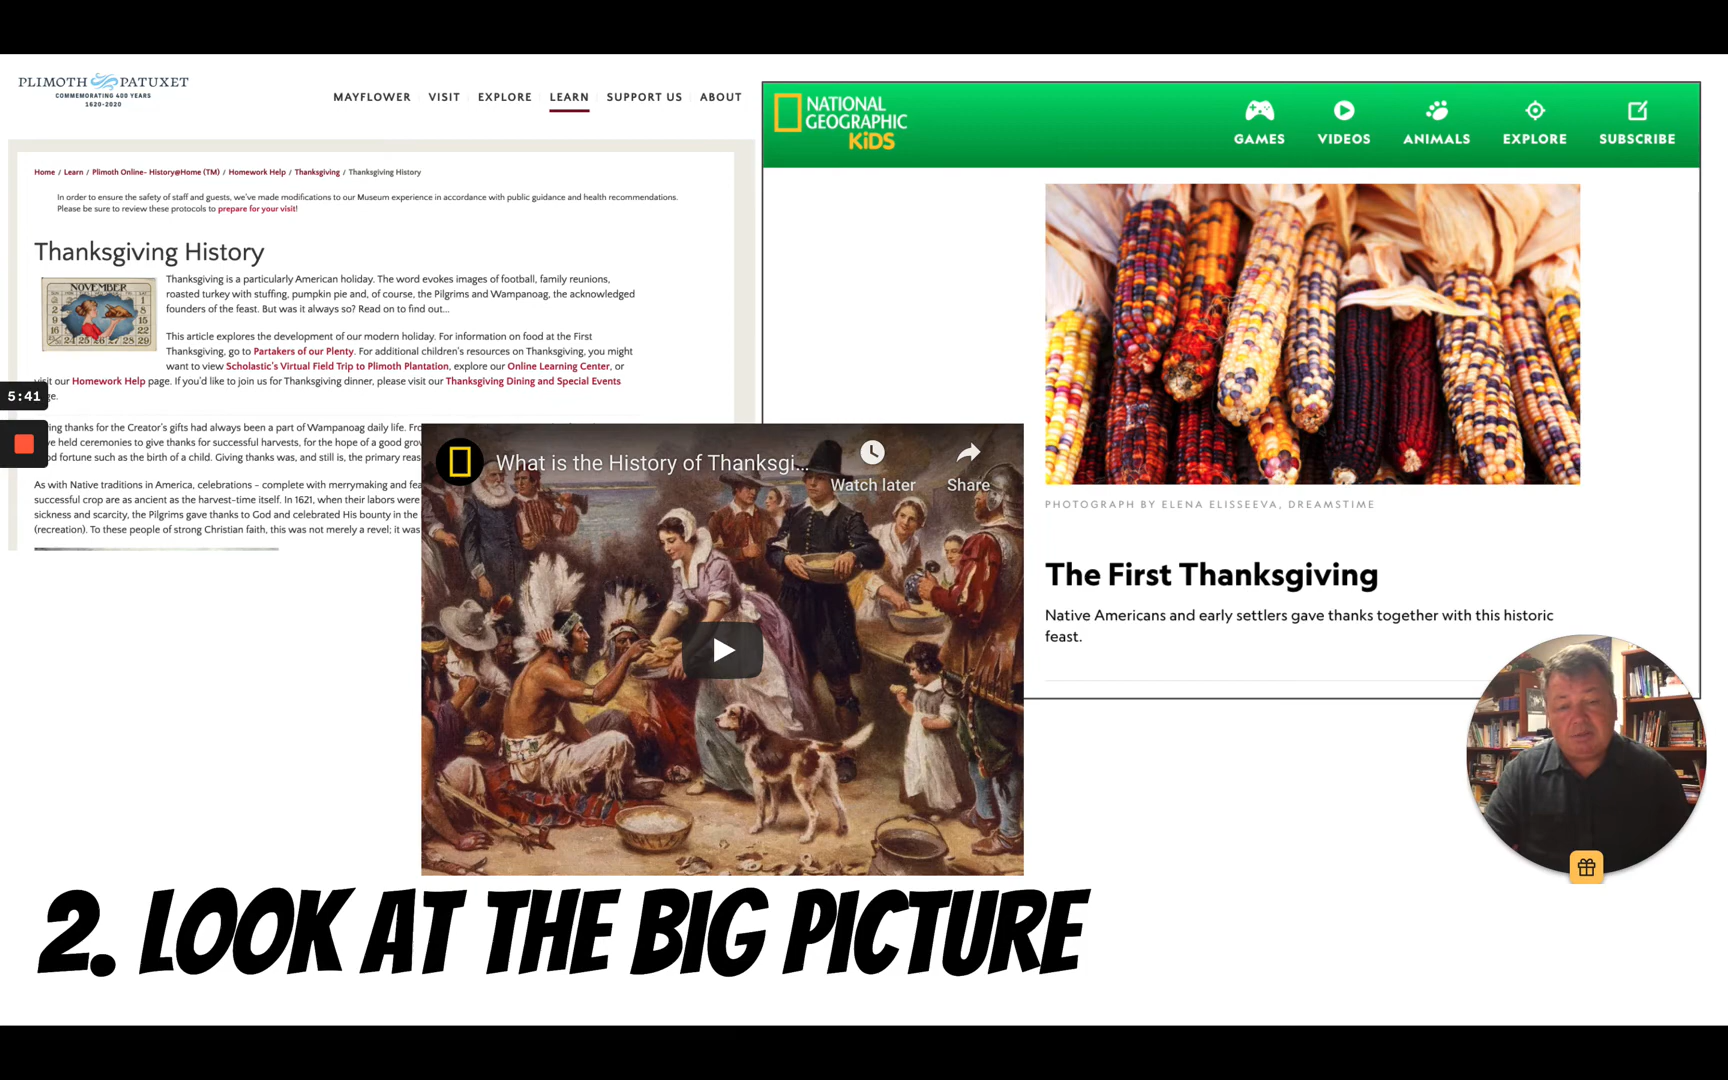 PLIMOTH PATUXET
COMMEMORATING 400 YEARS
1620-2020
MAYFLOWER VISIT EXPLORE LEARN SUPPORT US ABOUT
Home / Learn / Plimoth Online- History@Home (TM) / Homework Help / Thanksgiving / Thanksgiving History
In order to ensure the safety of staff and guests, we've made modifications to our Museum experience in accordance with public guidance and health recommendations.
Please be sure to review these protocols to prepare for your visit!
Thanksgiving History
NOVEMBER
Thanksgiving is a particularly American holiday. The word evokes images of football, family reunions,
roasted turkey with stuffing, pumpkin pie and, of course, the Pilgrims and Wampanoag, the acknowledged
founders of the feast. But was it always so? Read on to find out...
This article explores the development of our modern holiday. For information on food at the First
Thanksgiving, go to Partakers of our Plenty. For additional children's resources on Thanksgiving, you might
want to view Scholastic's Virtual Field Trip to Plimoth Plantation, explore our Online Learning Center, or
visit our Homework Help page. If you'd like to join us for Thanksgiving dinner, please visit our Thanksgiving Dining and Special Events
5:41
thanks for the Creator's gifts had always been a part of Wampanoag daily life.
held ceremonies to give thanks for successful harvests, for the hope of a good
fortune such as the birth of a child. Giving thanks was, and still is, the primary
As with Native traditions in America, celebrations - complete with merrymaking and
successful crop are as ancient as the harvest-time itself. In 1621, when their labors were
sickness and scarcity, the Pilgrims gave thanks to God and celebrated His bounty in the
(recreation). To these people of strong Christian faith, this was not merely a revel; it was
What is the History of Thanksgi...
Watch later
Share
NATIONAL
GEOGRAPHIC
KiDS
GAMES VIDEOS ANIMALS EXPLORE SUBSCRIBE
PHOTOGRAPH BY ELENA ELISSEEVA, DREAMSTIME
The First Thanksgiving
Native Americans and early settlers gave thanks together with this historic
feast.
2. LOOK AT THE BIG PICTURE